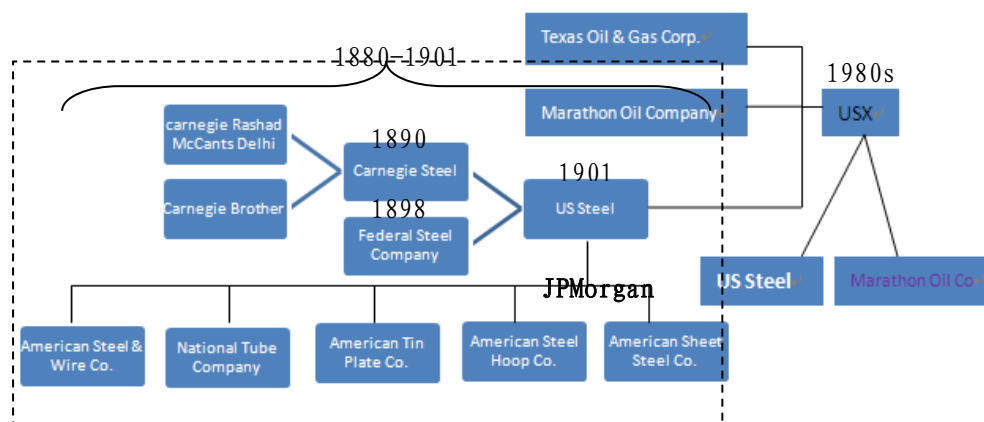 Texas Oil & Gas Corp.
1880-1901
1980s
Marathon Oil Company
USX
carnegie Rashad
McCants Delhi
1890
Carnegie Steel
1901
US Steel
Carnegie Brother
1898
Federal Steel
Company
US Steel
Marathon Oil Co
JPMorgan
American Steel &
Wire Co.
National Tube
Company
American Tin
Plate Co.
American Steel
Hoop Co.
American Sheet
Steel Co.